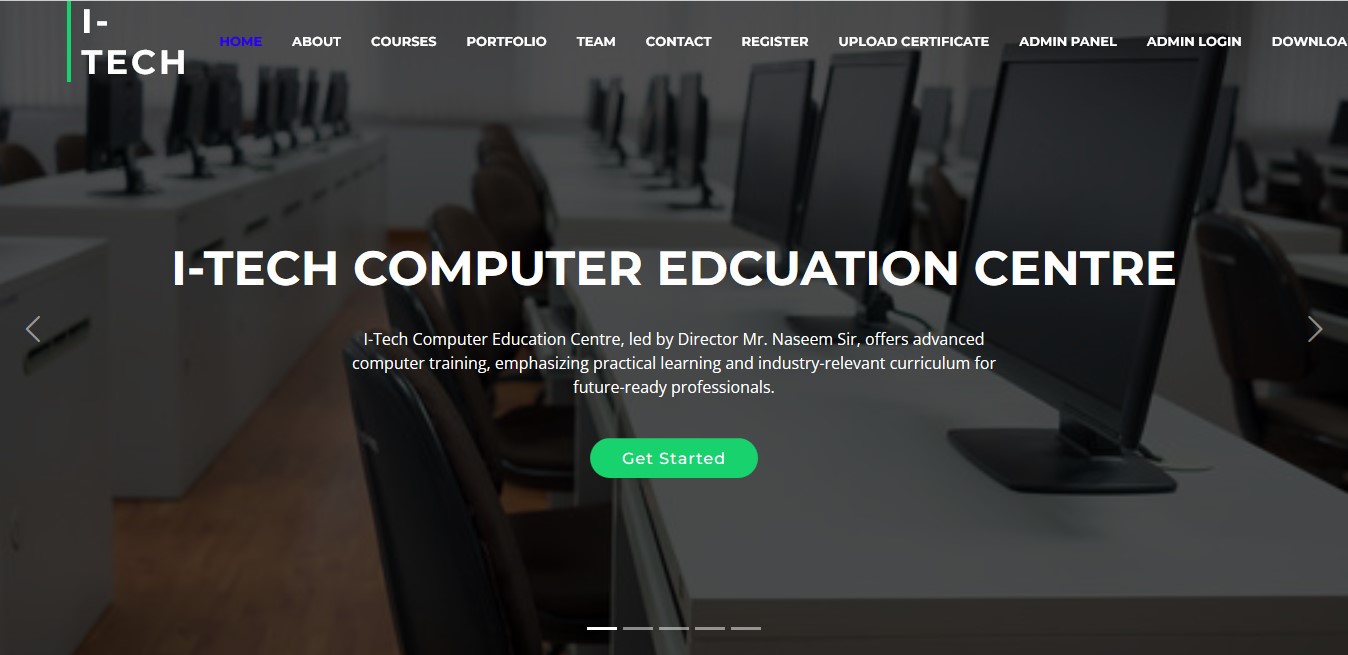 I-
TECH
HOME ABOUT COURSES PORTFOLIO TEAM CONTACT REGISTER UPLOAD CERTIFICATE ADMIN PANEL ADMIN LOGIN DOWNLOA
I-TECH COMPUTER EDCUATION CENTRE
I-Tech Computer Education Centre, led by Director Mr. Naseem Sir, offers advanced
computer training, emphasizing practical learning and industry-relevant curriculum for
future-ready professionals.
Get Started